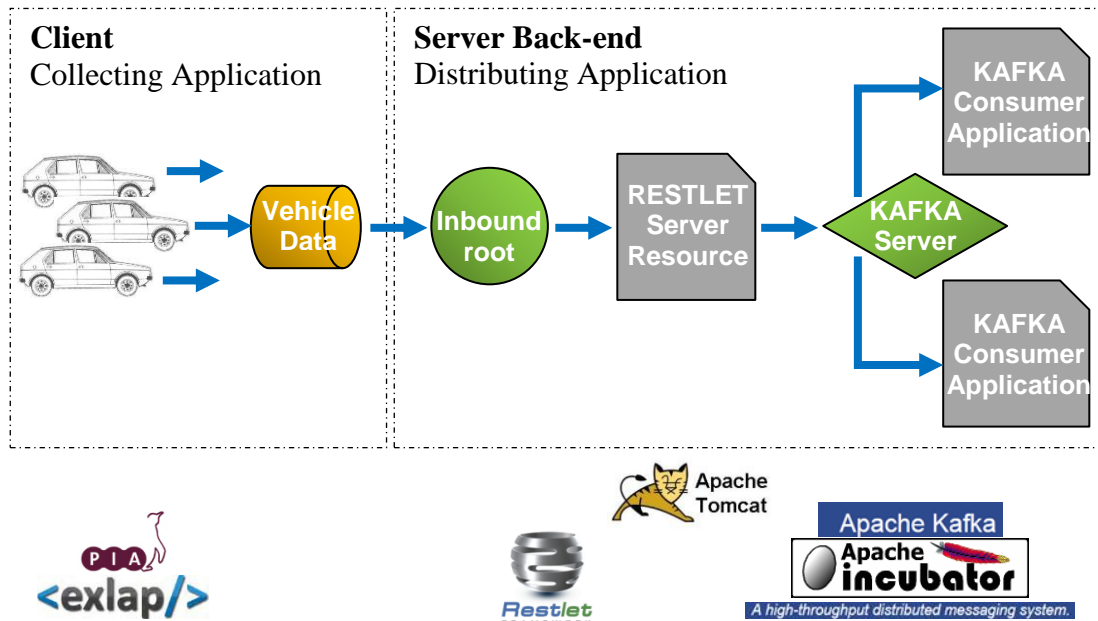 Client
Collecting Application
Server Back-end
Distributing Application
Vehicle
Data
Inbound
root
RESTLET
Server
Resource
KAFKA
Server
KAFKA
Consumer
Application
KAFKA
Consumer
Application
PIA
<exlap/>
Restlet
Apache
Tomcat
Apache Kafka
Apache
incubator
A high-throughput distributed messaging system.